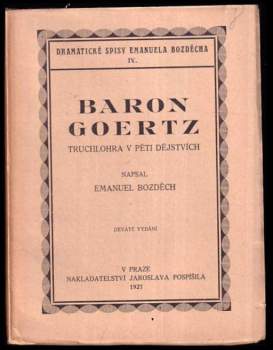 DRAMATICKÉ SPISY EMANUELA BOZDĚCHA
IV.
BARON
GOERTZ
TRUCHLOHRA V PĚTI DĚJSTVÍCH
NAPSAL
EMANUEL BOZDĚCH
DEVÁTÉ VYDÁNÍ
V PRAZE
NAKLADATELSTVÍ JAROSLAVA POSPÍŠILA
1921